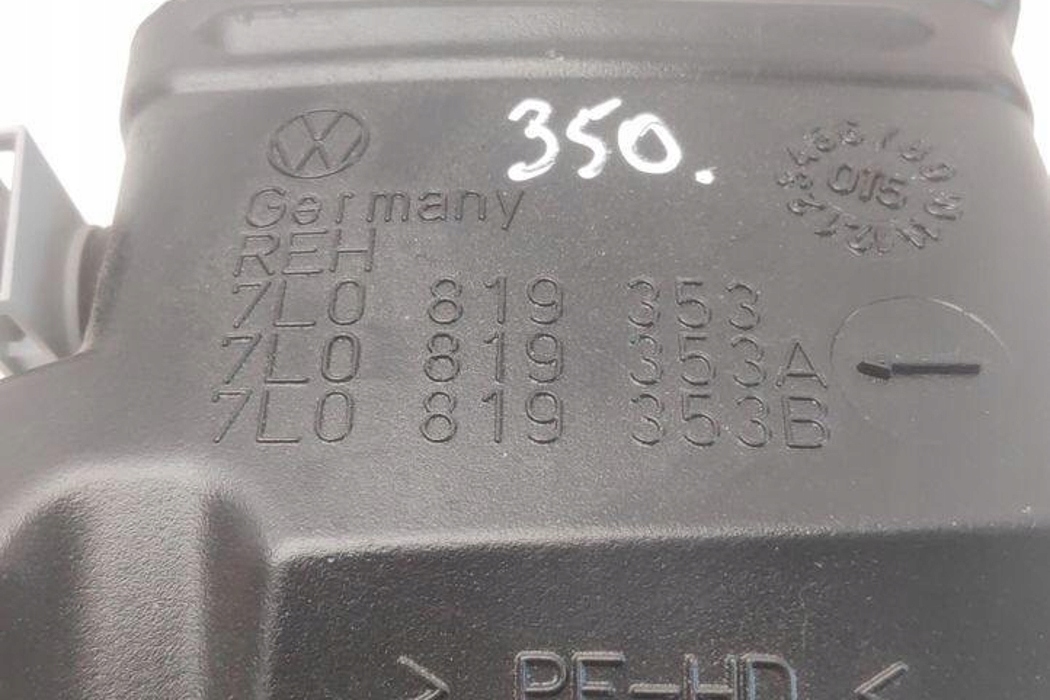 350.
Germany
REH
7L0 819 353
7L0 819 353A
7L0 819 353B
015
> PE-HD <